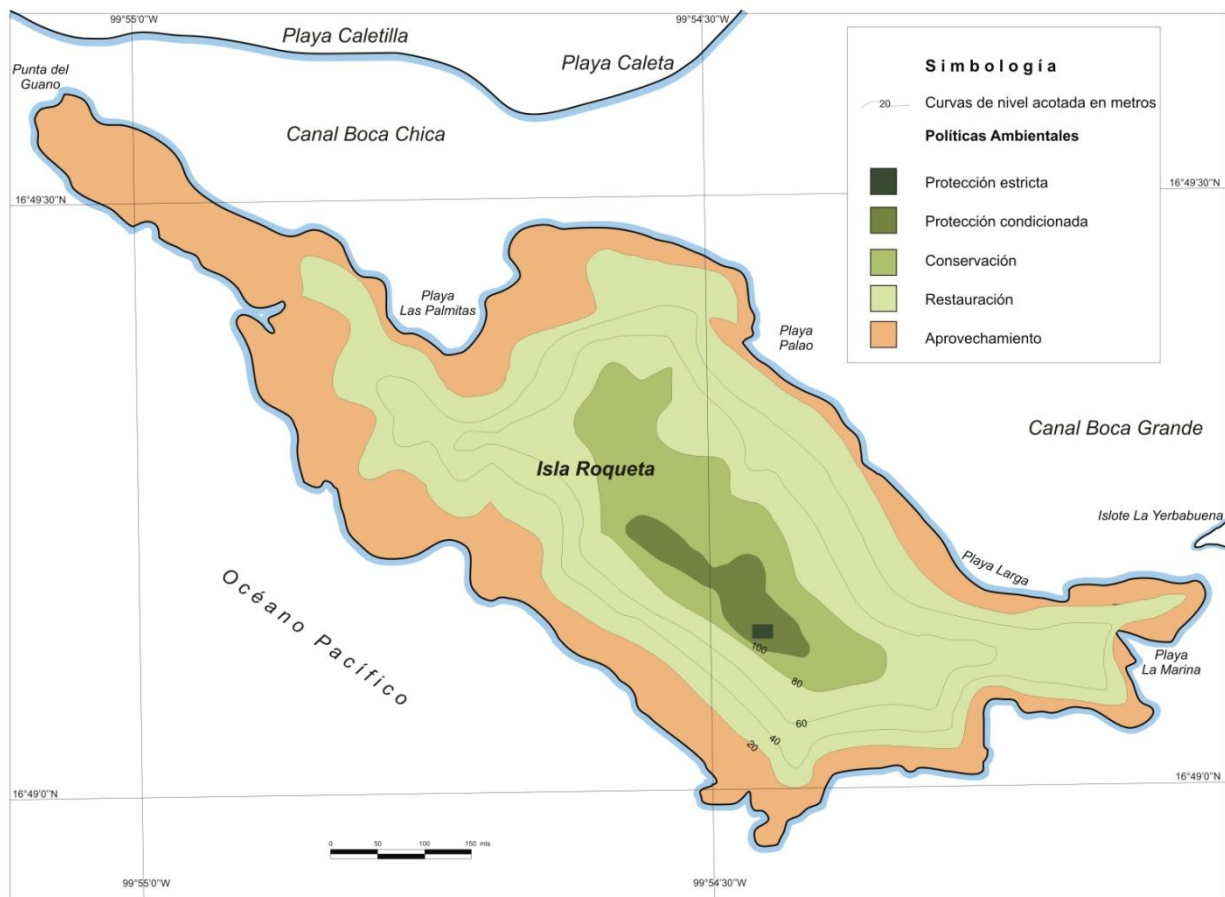 99°55'0"W
99°54'30"W
Playa Caletilla
Playa Caleta
Punta del
Guano
Canal Boca Chica
Simbología
20
Curvas de nivel acotada en metros
Políticas Ambientales
Protección estricta
Protección condicionada
Conservación
Restauración
Aprovechamiento
16°49'30"N
16°49'30"N
Playa
Las Palmitas
Playa
Palao
Canal Boca Grande
Isla Roqueta
Islote La Yerbabuena
Playa Larga
Océano Pacífico
Playa
La Marina
100
80
60
40
20
16°49'0"N
16°49'0"N
0 50 100 150 mts
99°55'0"W
99°54'30"W